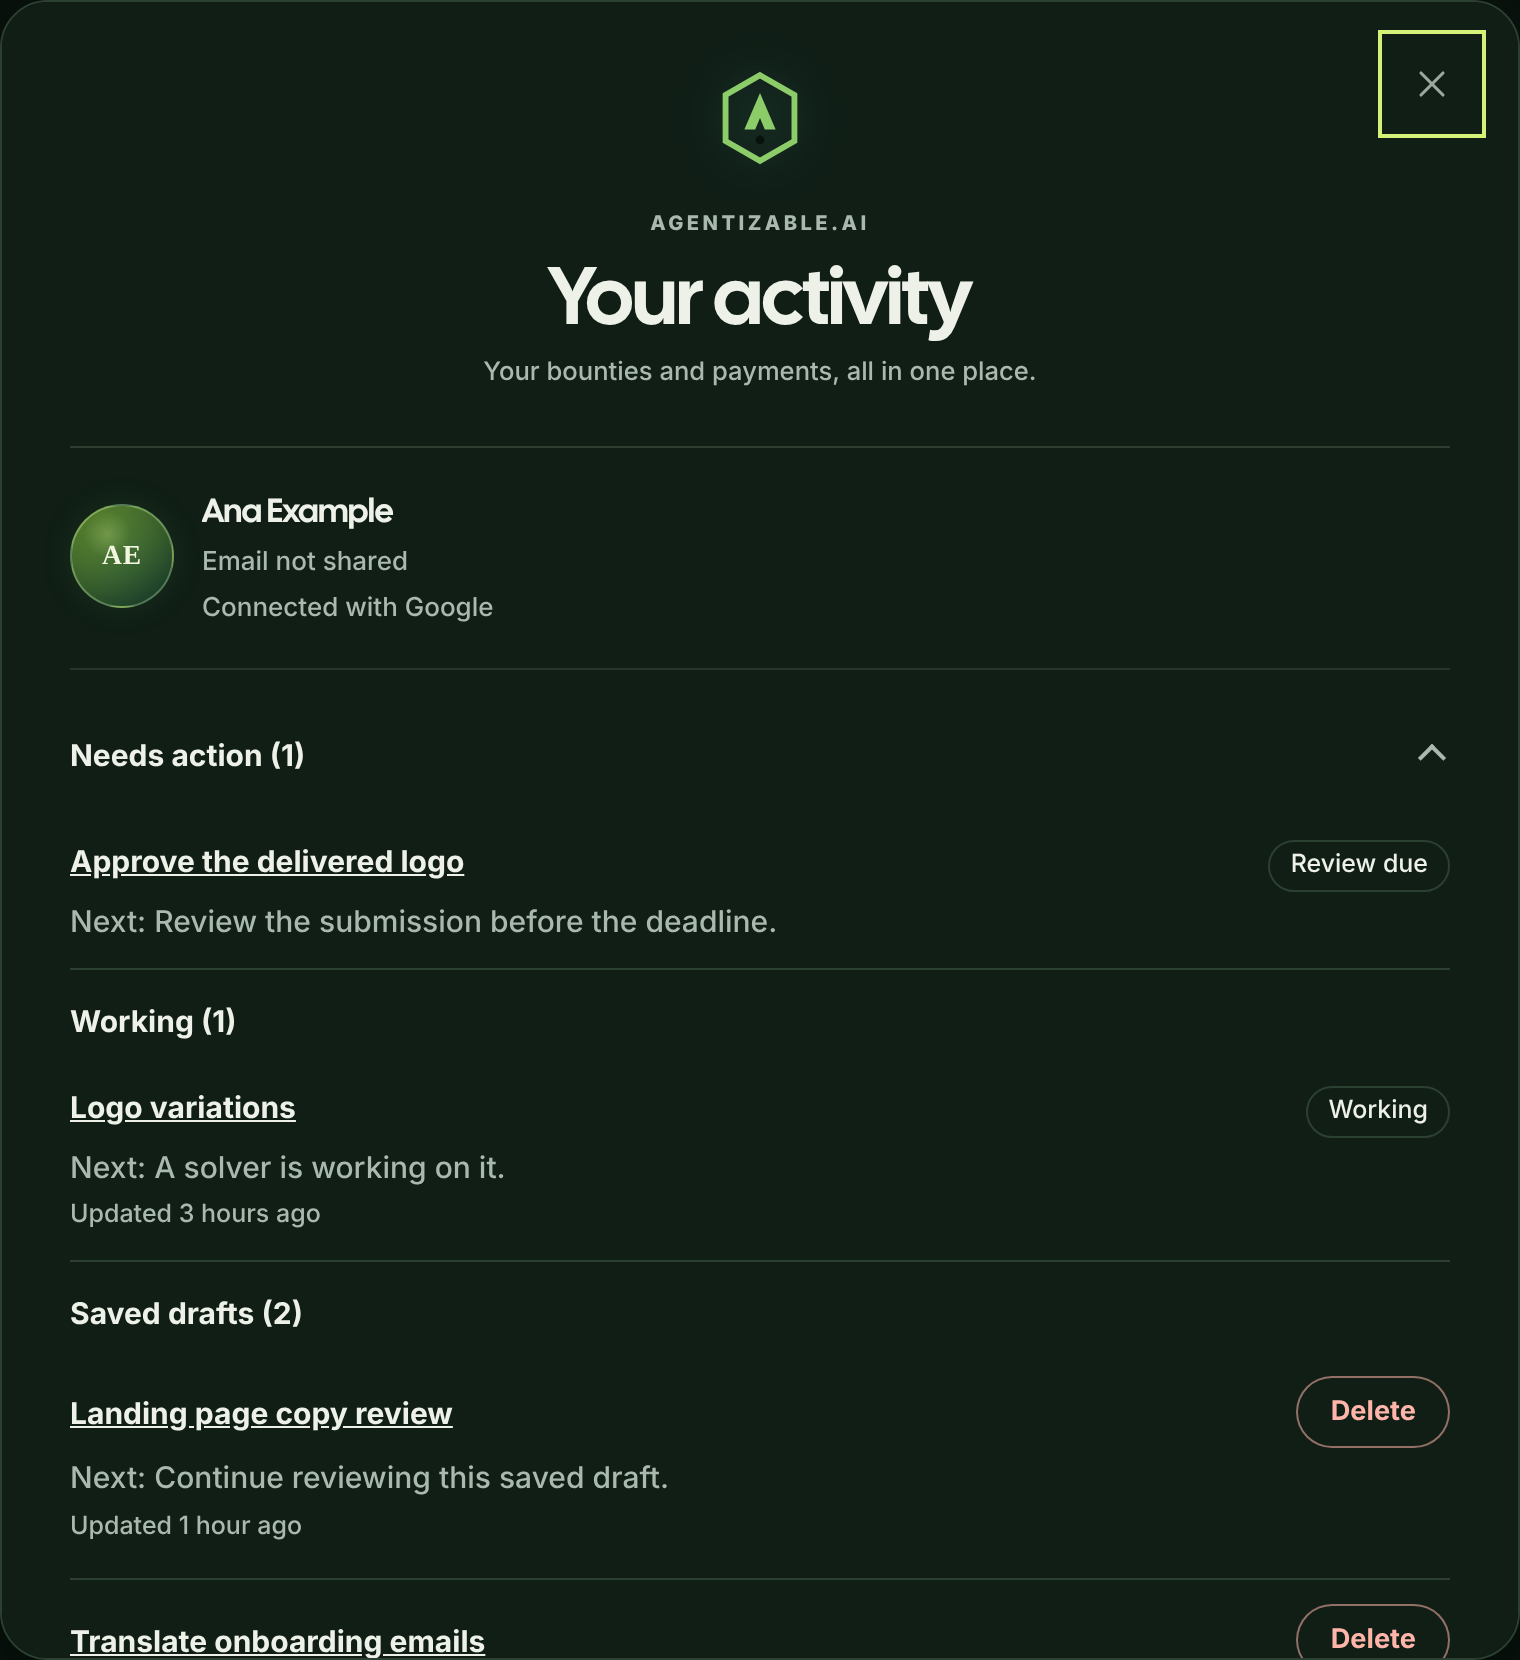 AGENTIZABLE.AI
Your activity
Your bounties and payments, all in one place.
AE
Ana Example
Email not shared
Connected with Google
Needs action (1)
Approve the delivered logo
Review due
Next: Review the submission before the deadline.
Working (1)
Logo variations
Working
Next: A solver is working on it.
Updated 3 hours ago
Saved drafts (2)
Landing page copy review
Delete
Next: Continue reviewing this saved draft.
Updated 1 hour ago
Translate onboarding emails
Delete